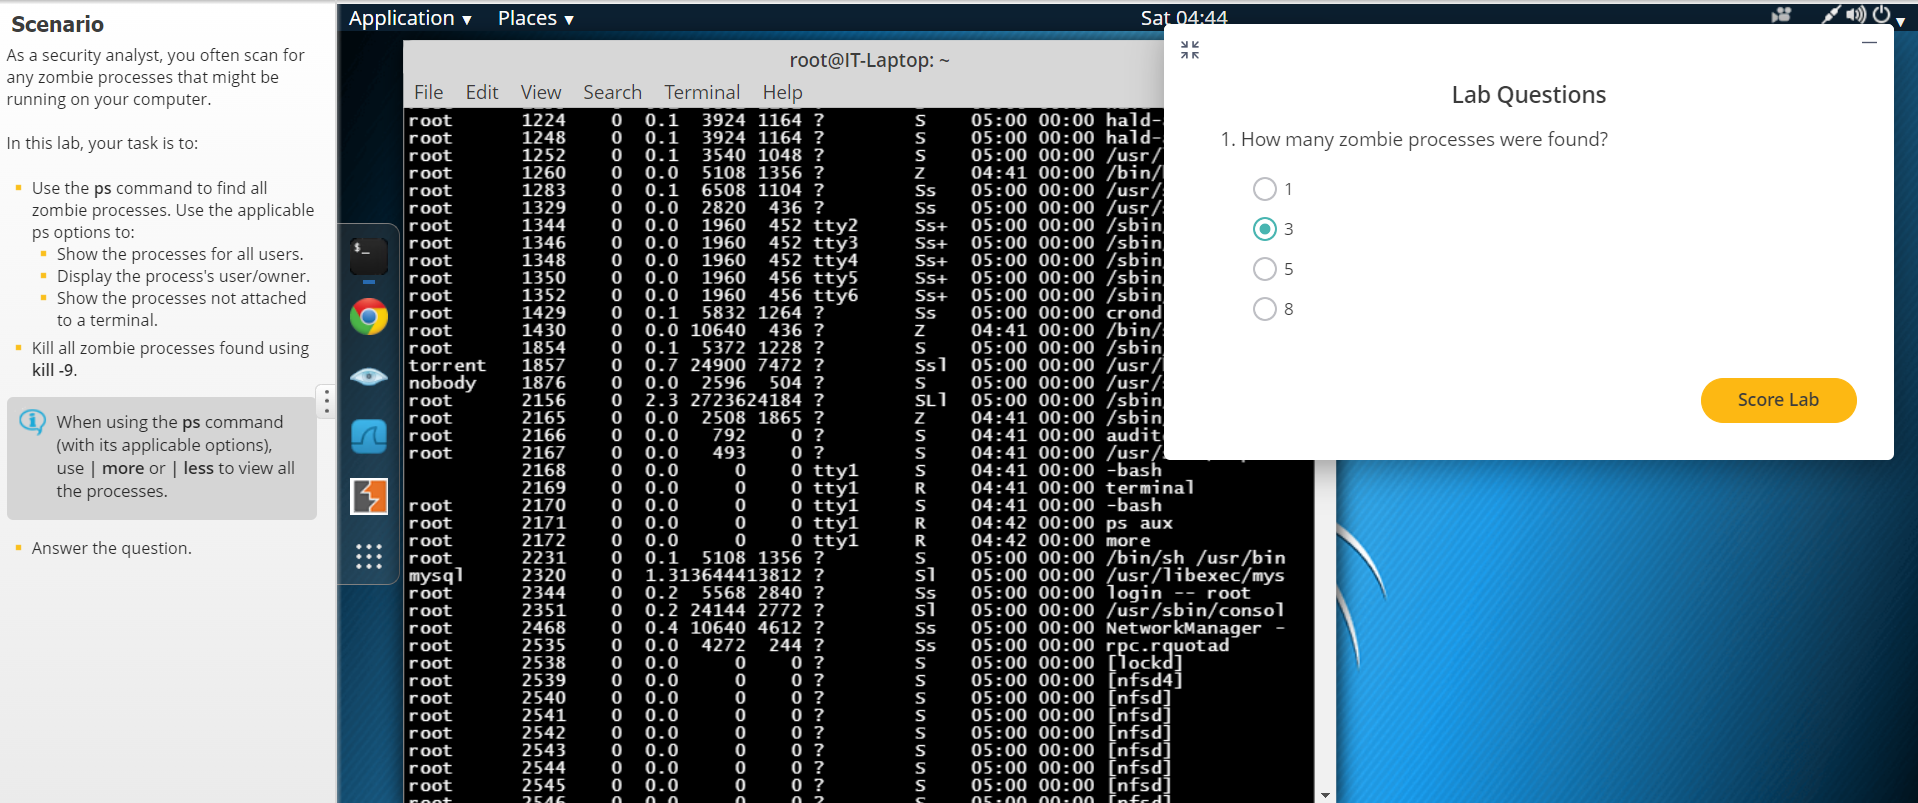 Scenario
As a security analyst, you often scan for
any zombie processes that might be
running on your computer.
In this lab, your task is to:
Use the ps command to find all
zombie processes. Use the applicable
ps options to:
Show the processes for all users.
Display the process's user/owner.
Show the processes not attached
to a terminal.
Kill all zombie processes found using
kill -9.
When using the ps command
(with its applicable options),
use | more or | less to view all
the processes.
Answer the question.
Application ▾ Places ▾ Sat 04:44
root@IT-Laptop: ~
File Edit View Search Terminal Help
root 1224 0 0.1 3924 1164 ? S 05:00 00:00 hald-
root 1248 0 0.1 3924 1164 ? S 05:00 00:00 hald-
root 1252 0 0.1 3540 1048 ? S 05:00 00:00 /usr/
root 1260 0 0.0 5108 1356 ? Z 04:41 00:00 /bin/
root 1283 0 0.1 6508 1104 ? Ss 05:00 00:00 /usr/
root 1329 0 0.0 2820 436 ? Ss 05:00 00:00 /usr/
root 1344 0 0.0 1960 452 tty2 Ss+ 05:00 00:00 /sbin
root 1346 0 0.0 1960 452 tty3 Ss+ 05:00 00:00 /sbin
root 1348 0 0.0 1960 452 tty4 Ss+ 05:00 00:00 /sbin
root 1350 0 0.0 1960 456 tty5 Ss+ 05:00 00:00 /sbin
root 1352 0 0.0 1960 456 tty6 Ss+ 05:00 00:00 /sbin
root 1429 0 0.1 5832 1264 ? Ss 05:00 00:00 crond
root 1430 0 0.0 10640 436 ? Z 04:41 00:00 /bin/
root 1854 0 0.1 5372 1228 ? S 05:00 00:00 /sbin
torrent 1857 0 0.7 24900 7472 ? Ssl 05:00 00:00 /usr/
nobody 1876 0 0.0 2596 504 ? S 05:00 00:00 /usr/
root 2156 0 2.3 2723624184 ? SLl 05:00 00:00 /sbin
root 2165 0 0.0 2508 1865 ? Z 04:41 00:00 /sbin
root 2166 0 0.0 792 0 ? S 04:41 00:00 audit
root 2167 0 0.0 493 0 ? S 04:41 00:00 /usr/
2168 0 0.0 0 0 tty1 S 04:41 00:00 -bash
2169 0 0.0 0 0 tty1 R 04:41 00:00 terminal
root 2170 0 0.0 0 0 tty1 S 04:41 00:00 -bash
root 2171 0 0.0 0 0 tty1 R 04:42 00:00 ps aux
root 2172 0 0.0 0 0 tty1 R 04:42 00:00 more
root 2231 0 0.1 5108 1356 ? S 05:00 00:00 /bin/sh /usr/bin
mysql 2320 0 1.313644413812 ? Sl 05:00 00:00 /usr/libexec/mys
root 2344 0 0.2 5568 2840 ? Ss 05:00 00:00 login -- root
root 2351 0 0.2 24144 2772 ? Sl 05:00 00:00 /usr/sbin/consol
root 2468 0 0.4 10640 4612 ? Ss 05:00 00:00 NetworkManager -
root 2535 0 0.0 4272 244 ? Ss 05:00 00:00 rpc.rquotad
root 2538 0 0.0 0 0 ? S 05:00 00:00 [lockd]
root 2539 0 0.0 0 0 ? S 05:00 00:00 [nfsd4]
root 2540 0 0.0 0 0 ? S 05:00 00:00 [nfsd]
root 2541 0 0.0 0 0 ? S 05:00 00:00 [nfsd]
root 2542 0 0.0 0 0 ? S 05:00 00:00 [nfsd]
root 2543 0 0.0 0 0 ? S 05:00 00:00 [nfsd]
root 2544 0 0.0 0 0 ? S 05:00 00:00 [nfsd]
root 2545 0 0.0 0 0 ? S 05:00 00:00 [nfsd]
Lab Questions
1. How many zombie processes were found?
1
3
5
8
Score Lab